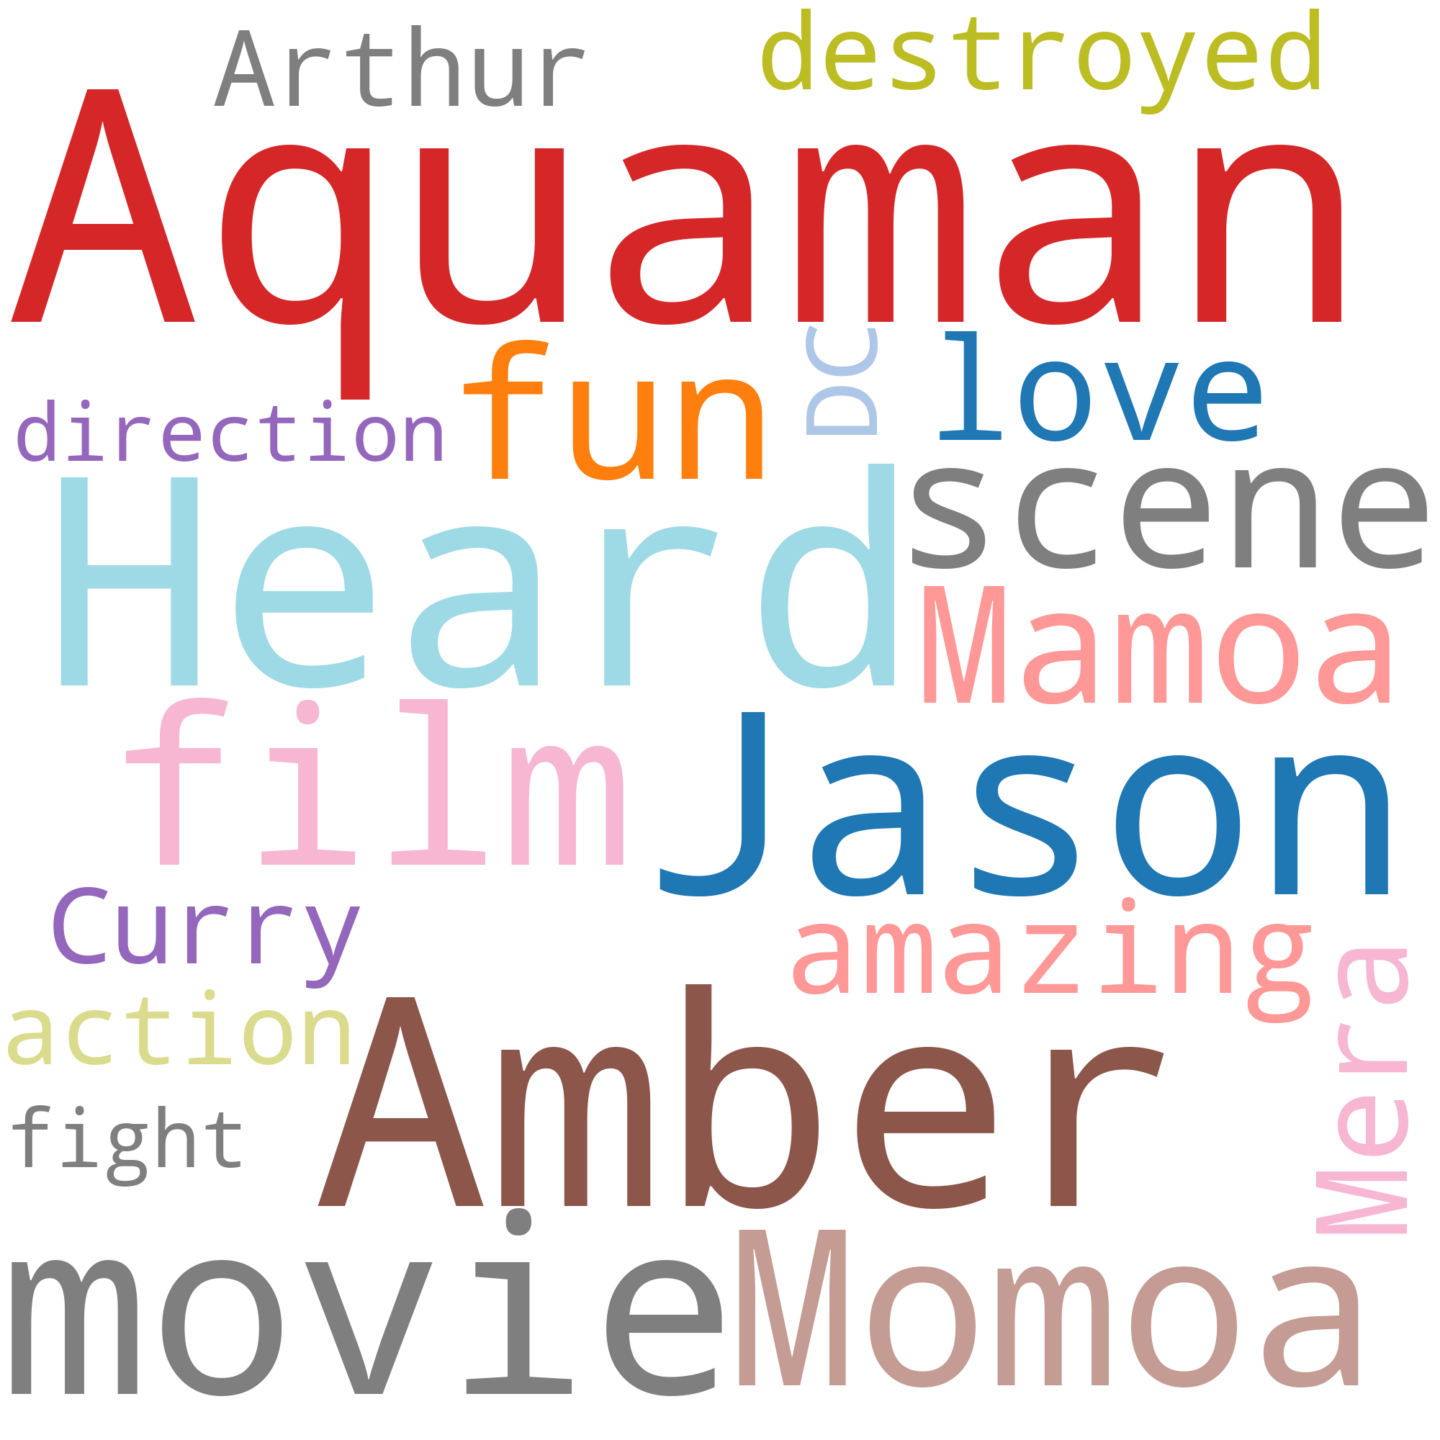 Arthur
destroyed
Aquaman
DC
love
fun
direction
scene
Heard
Mamoa
film
Jason
Curry
amazing
Mera
action
Amber
fight
movie
Momoa